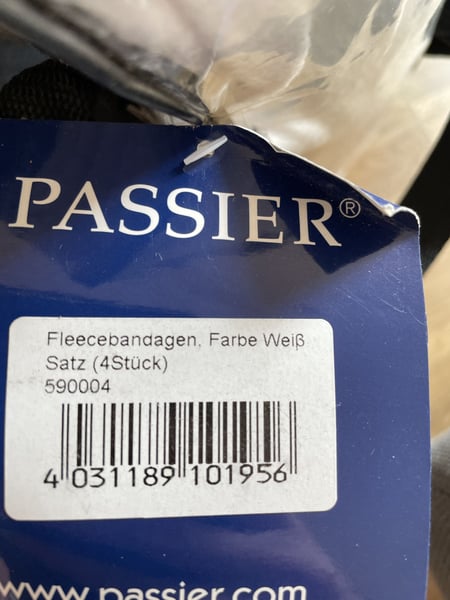 PASSIER®
Fleecebandagen, Farbe Weiß
Satz (4Stück)
590004
4 031189 101956
www.passier.com